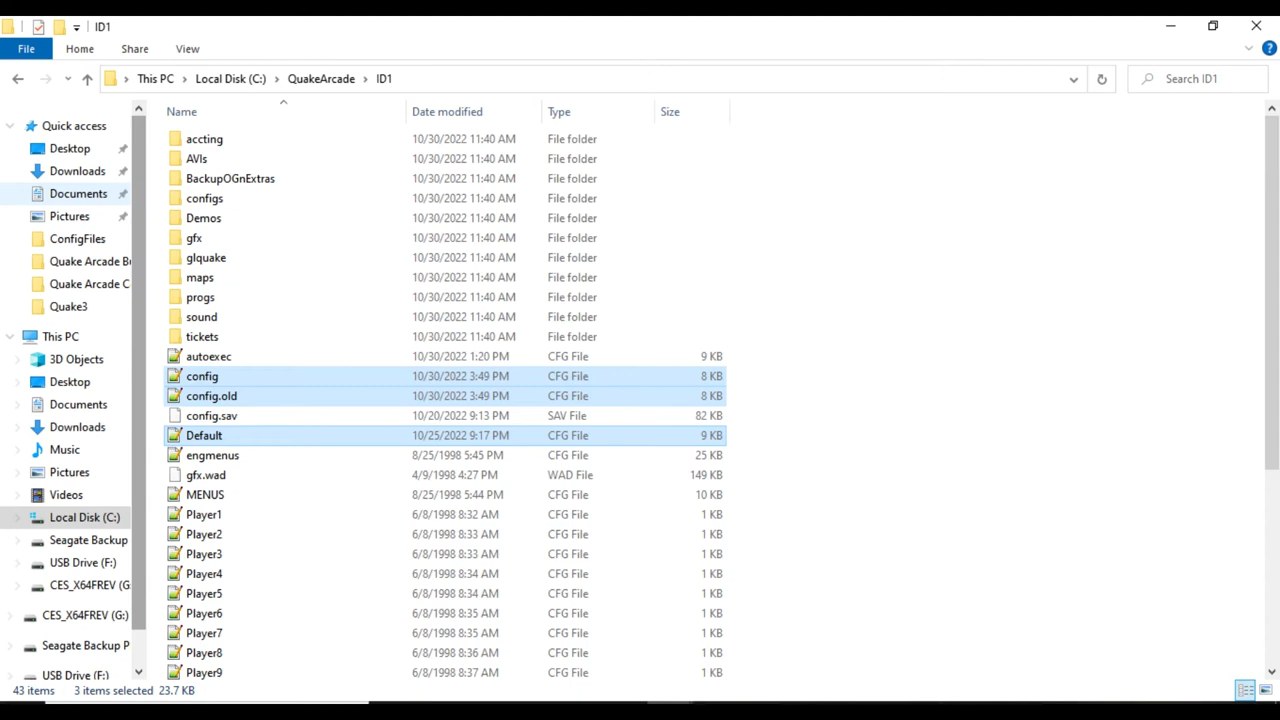 ID1
File Home Share View
This PC Local Disk (C:) QuakeArcade ID1
Search ID1
Name Date modified Type Size
Quick access
Desktop
Downloads
Documents
Pictures
ConfigFiles
Quake Arcade Bu
Quake Arcade C
Quake3
This PC
3D Objects
Desktop
Documents
Downloads
Music
Pictures
Videos
Local Disk (C:)
Seagate Backup
USB Drive (F:)
CES_X64FREV (G:
CES_X64FREV (G:)
Seagate Backup P
USB Drive (F:)
accting 10/30/2022 11:40 AM File folder
AVIs 10/30/2022 11:40 AM File folder
BackupOGnExtras 10/30/2022 11:40 AM File folder
configs 10/30/2022 11:40 AM File folder
Demos 10/30/2022 11:40 AM File folder
gfx 10/30/2022 11:40 AM File folder
glquake 10/30/2022 11:40 AM File folder
maps 10/30/2022 11:40 AM File folder
progs 10/30/2022 11:40 AM File folder
sound 10/30/2022 11:40 AM File folder
tickets 10/30/2022 11:40 AM File folder
autoexec 10/30/2022 1:20 PM CFG File 9 KB
config 10/30/2022 3:49 PM CFG File 8 KB
config.old 10/30/2022 3:49 PM CFG File 8 KB
config.sav 10/20/2022 9:13 PM SAV File 82 KB
Default 10/25/2022 9:17 PM CFG File 9 KB
engmenus 8/25/1998 5:45 PM CFG File 25 KB
gfx.wad 4/9/1998 4:27 PM WAD File 149 KB
MENUS 8/25/1998 5:44 PM CFG File 10 KB
Player1 6/8/1998 8:32 AM CFG File 1 KB
Player2 6/8/1998 8:33 AM CFG File 1 KB
Player3 6/8/1998 8:33 AM CFG File 1 KB
Player4 6/8/1998 8:34 AM CFG File 1 KB
Player5 6/8/1998 8:34 AM CFG File 1 KB
Player6 6/8/1998 8:35 AM CFG File 1 KB
Player7 6/8/1998 8:35 AM CFG File 1 KB
Player8 6/8/1998 8:36 AM CFG File 1 KB
Player9 6/8/1998 8:37 AM CFG File 1 KB
43 items 3 items selected 23.7 KB